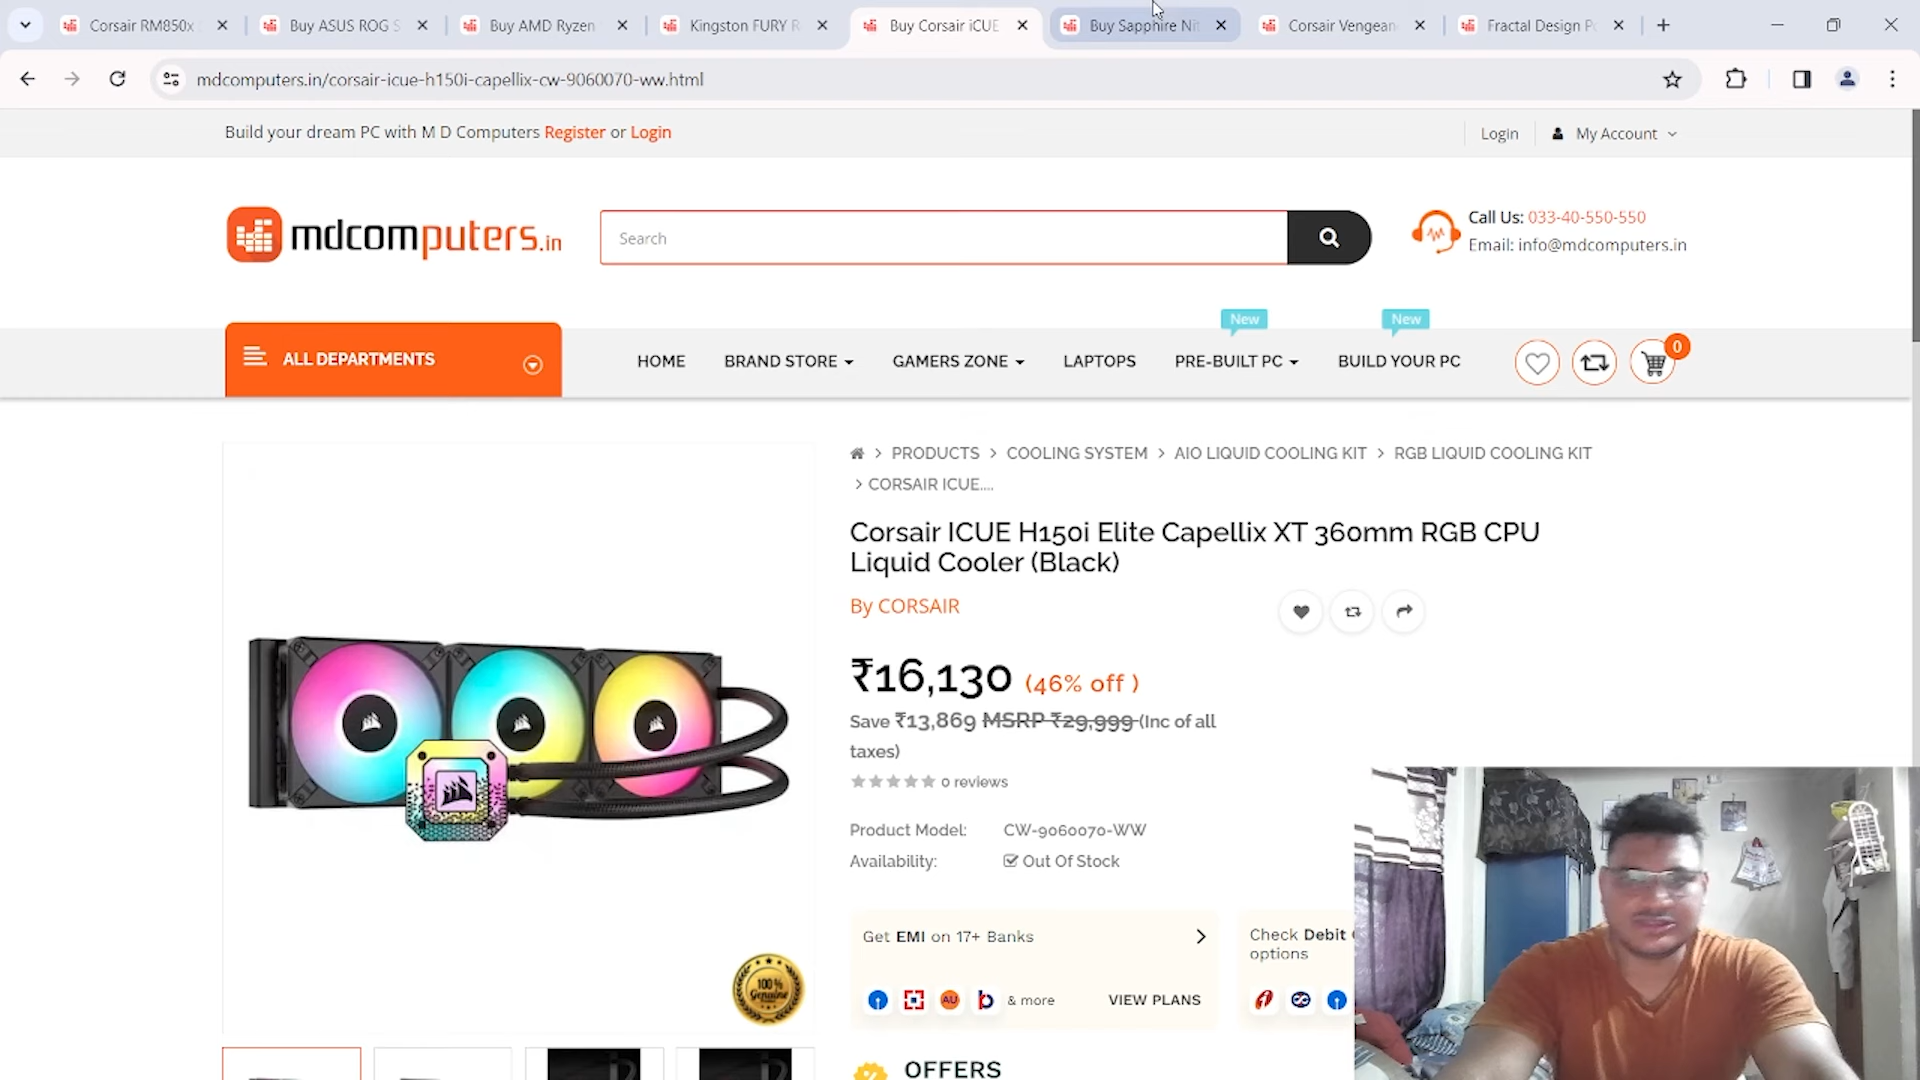 Corsair RM850x
Buy ASUS ROG S
Buy AMD Ryzen
Kingston FURY R
Buy Corsair iCUE
Buy Sapphire Nit
Corsair Vengean
Fractal Design P
mdcomputers.in/corsair-icue-h150i-capellix-cw-9060070-ww.html
Build your dream PC with M D Computers Register or Login
Login
My Account
mdcomputers.in
Search
Call Us: 033-40-550-550
Email: info@mdcomputers.in
New
New
ALL DEPARTMENTS
HOME
BRAND STORE
GAMERS ZONE
LAPTOPS
PRE-BUILT PC
BUILD YOUR PC
0
> PRODUCTS > COOLING SYSTEM > AIO LIQUID COOLING KIT > RGB LIQUID COOLING KIT
> CORSAIR ICUE....
Corsair ICUE H150i Elite Capellix XT 360mm RGB CPU
Liquid Cooler (Black)
By CORSAIR
₹16,130 (46% off )
Save ₹13,869 MSRP ₹29,999 (Inc of all
taxes)
0 reviews
Product Model: CW-9060070-WW
Availability: Out Of Stock
Get EMI on 17+ Banks
AU
& more
VIEW PLANS
Check Debit
options
100%
Genuine
OFFERS